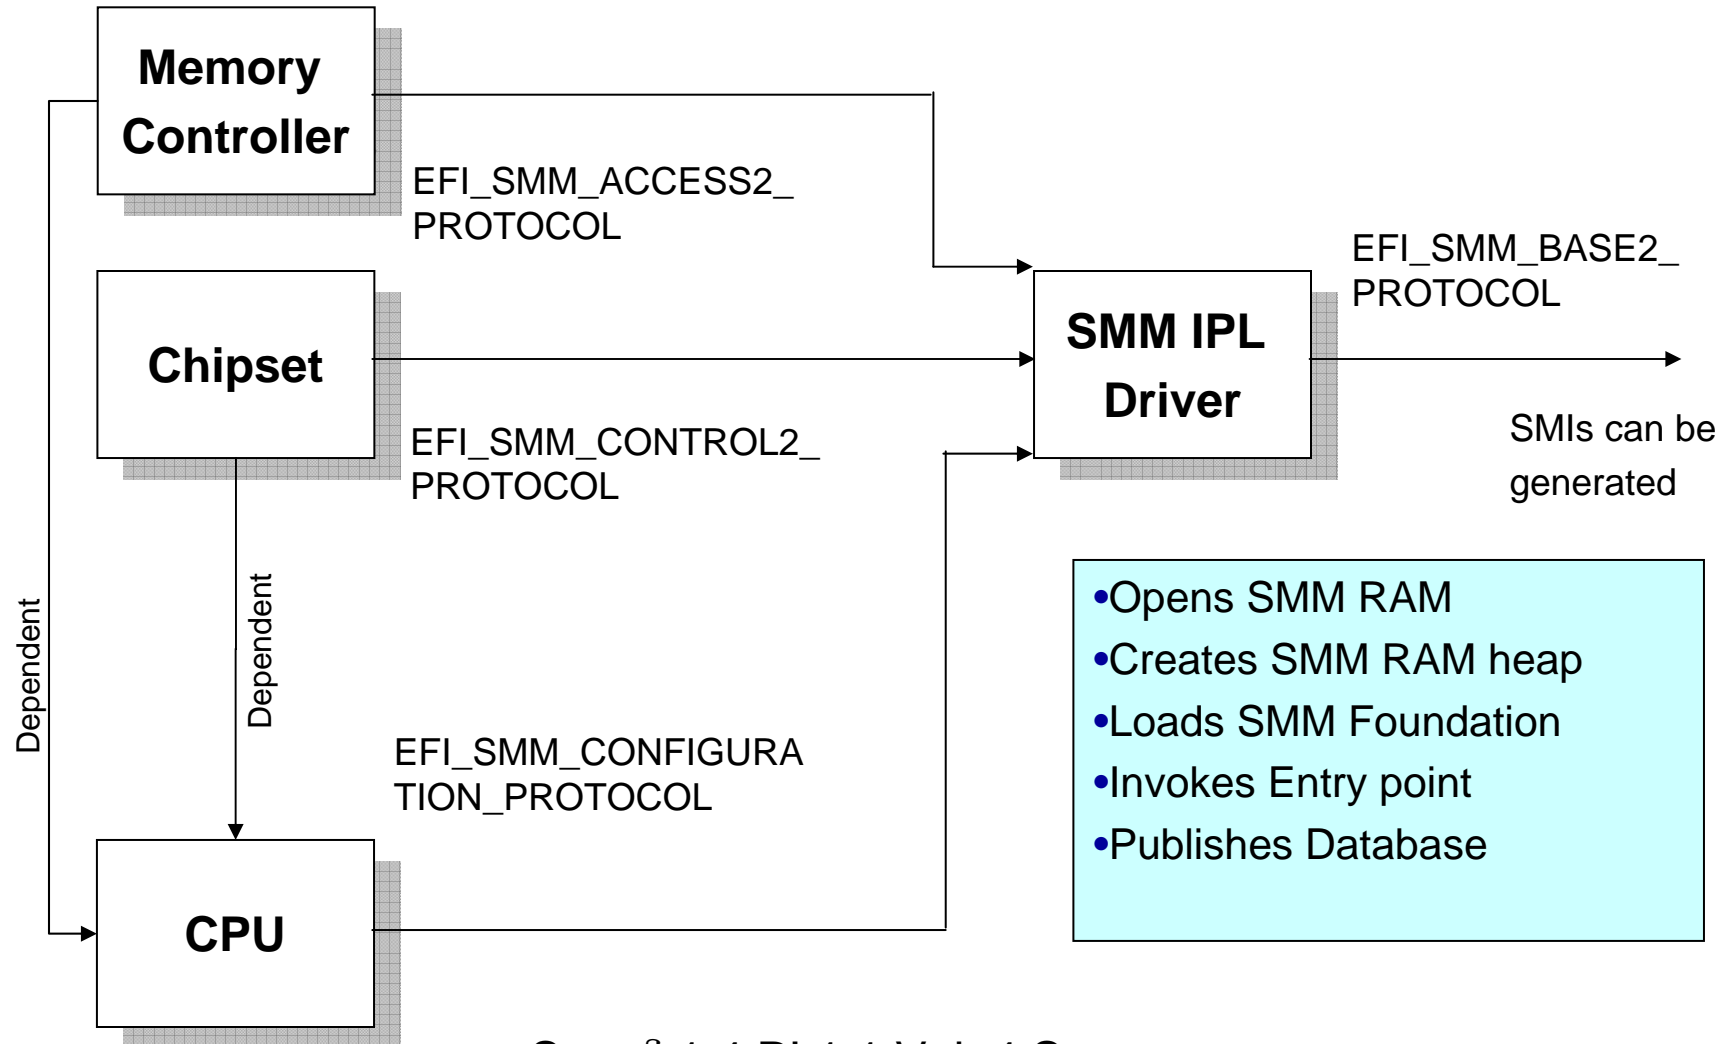 Memory
Controller
EFI_SMM_ACCESS2_
PROTOCOL
EFI_SMM_BASE2_
PROTOCOL
Chipset
SMM IPL
Driver
EFI_SMM_CONTROL2_
PROTOCOL
SMIs can be
generated
Dependent
Dependent
•Opens SMM RAM
•Creates SMM RAM heap
•Loads SMM Foundation
•Invokes Entry point
•Publishes Database
EFI_SMM_CONFIGURA
TION_PROTOCOL
CPU